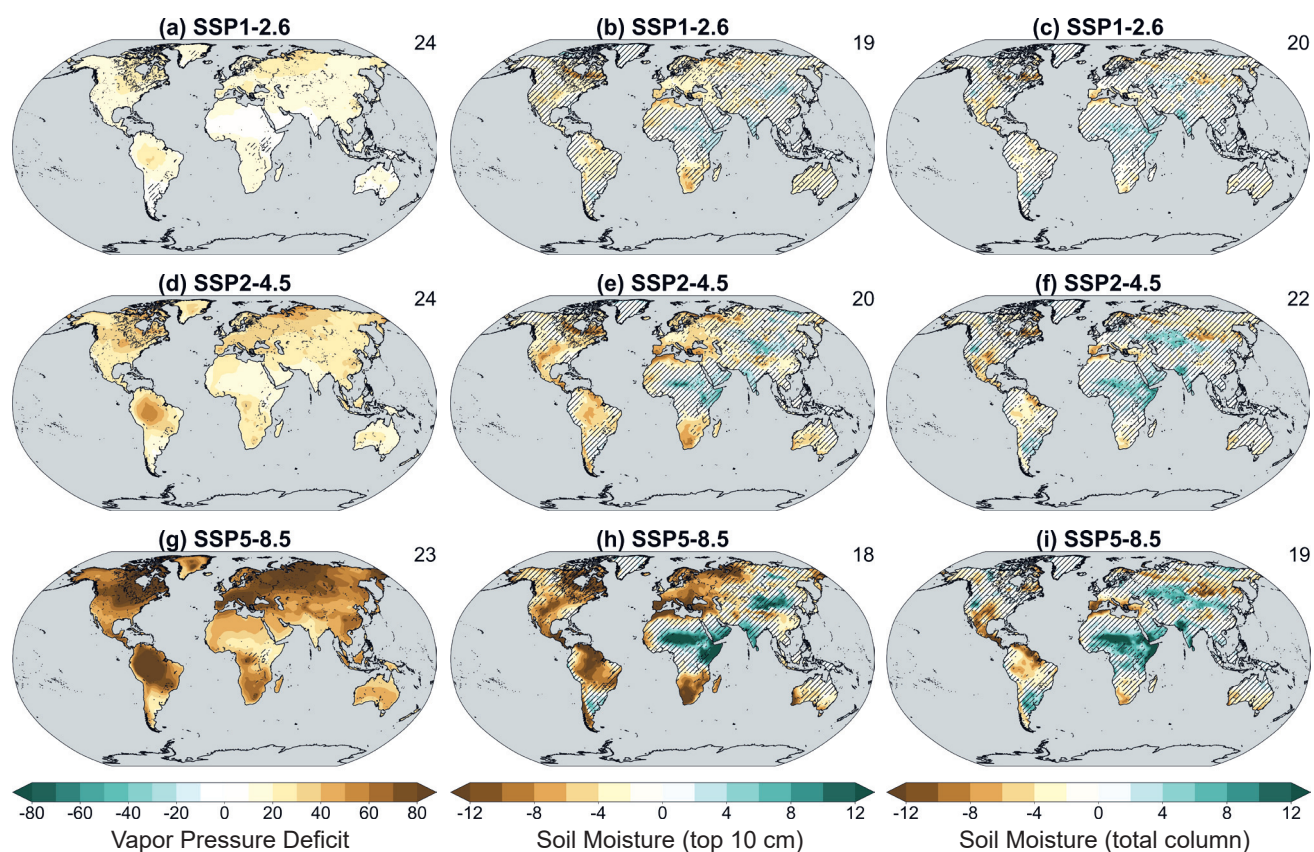 (a) SSP1-2.6
24
(b) SSP1-2.6
19
(c) SSP1-2.6
20
(d) SSP2-4.5
24
(e) SSP2-4.5
20
(f) SSP2-4.5
22
(g) SSP5-8.5
23
(h) SSP5-8.5
18
(i) SSP5-8.5
19
-80 -60 -40 -20 0 20 40 60 80
-12 -8 -4 0 4 8 12
-12 -8 -4 0 4 8 12
Vapor Pressure Deficit
Soil Moisture (top 10 cm)
Soil Moisture (total column)